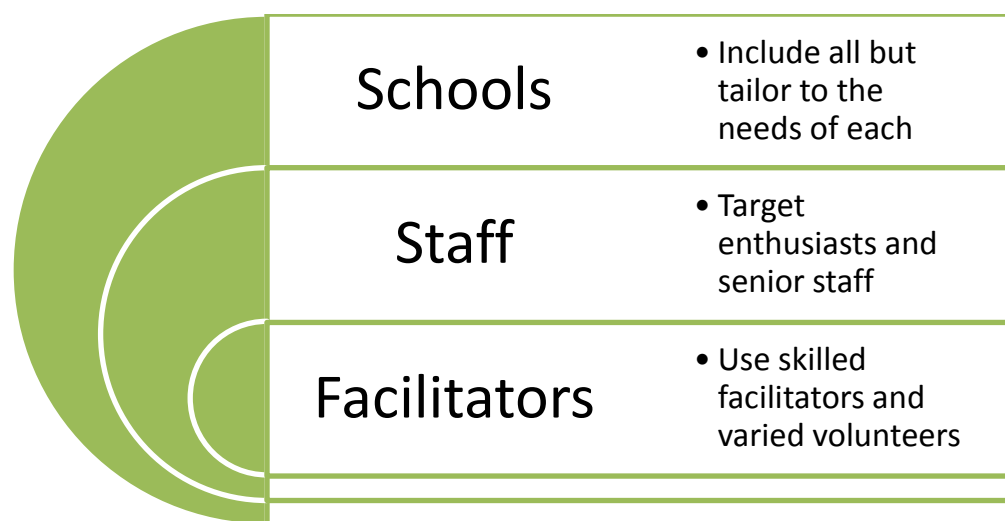 Schools
• Include all but
tailor to the
needs of each
Staff
• Target
enthusiasts and
senior staff
Facilitators
• Use skilled
facilitators and
varied volunteers